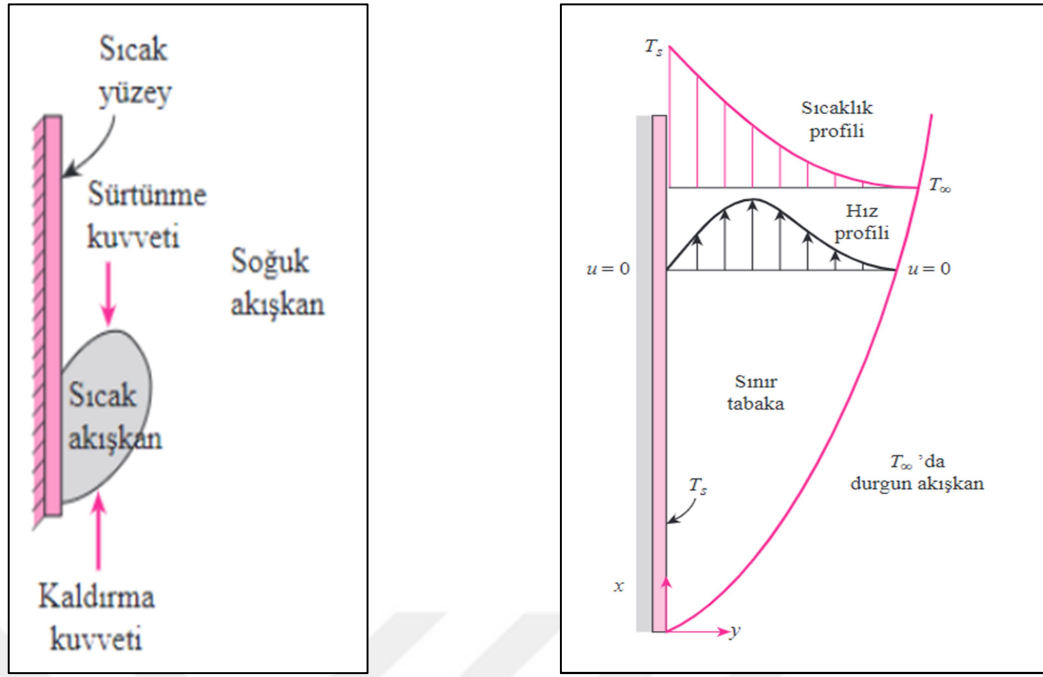 Sıcak
yüzey
Sürtünme
kuvveti
Soğuk
akışkan
Sıcak
akışkan
Kaldırma
kuvveti
T_s
Sıcaklık
profili
T_∞
Hız
profili
u = 0
u = 0
Sınır
tabaka
T_∞ 'da
durgun akışkan
T_s
x
y